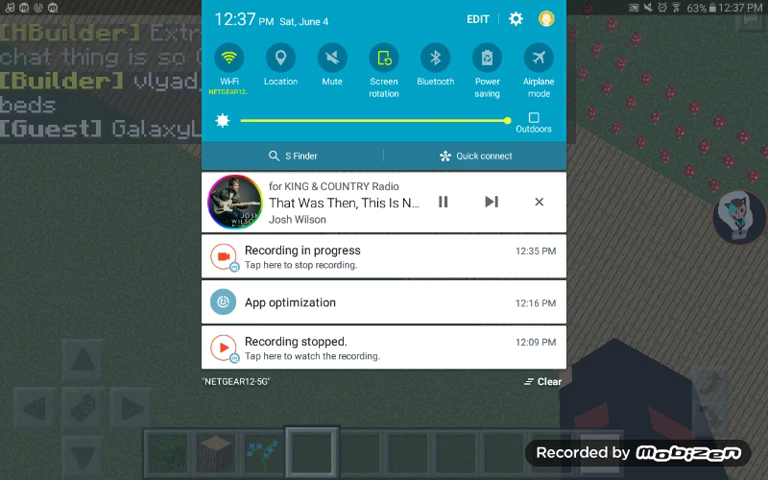 63% 12:37 PM
12:37 PM Sat, June 4 EDIT
[HBuilder] Extr
chat thing is so
[Builder] vlyad
beds
[Guest] GalaxyL
Wi-Fi Location Mute Screen rotation Bluetooth Power saving Airplane mode
NETGEAR12-...
Outdoors
S Finder Quick connect
for KING & COUNTRY Radio
That Was Then, This Is N...
Josh Wilson
JOSH WILSON
Recording in progress 12:35 PM
Tap here to stop recording.
App optimization 12:16 PM
Recording stopped. 12:09 PM
Tap here to watch the recording.
'NETGEAR12-5G' Clear
Recorded by Mobizen